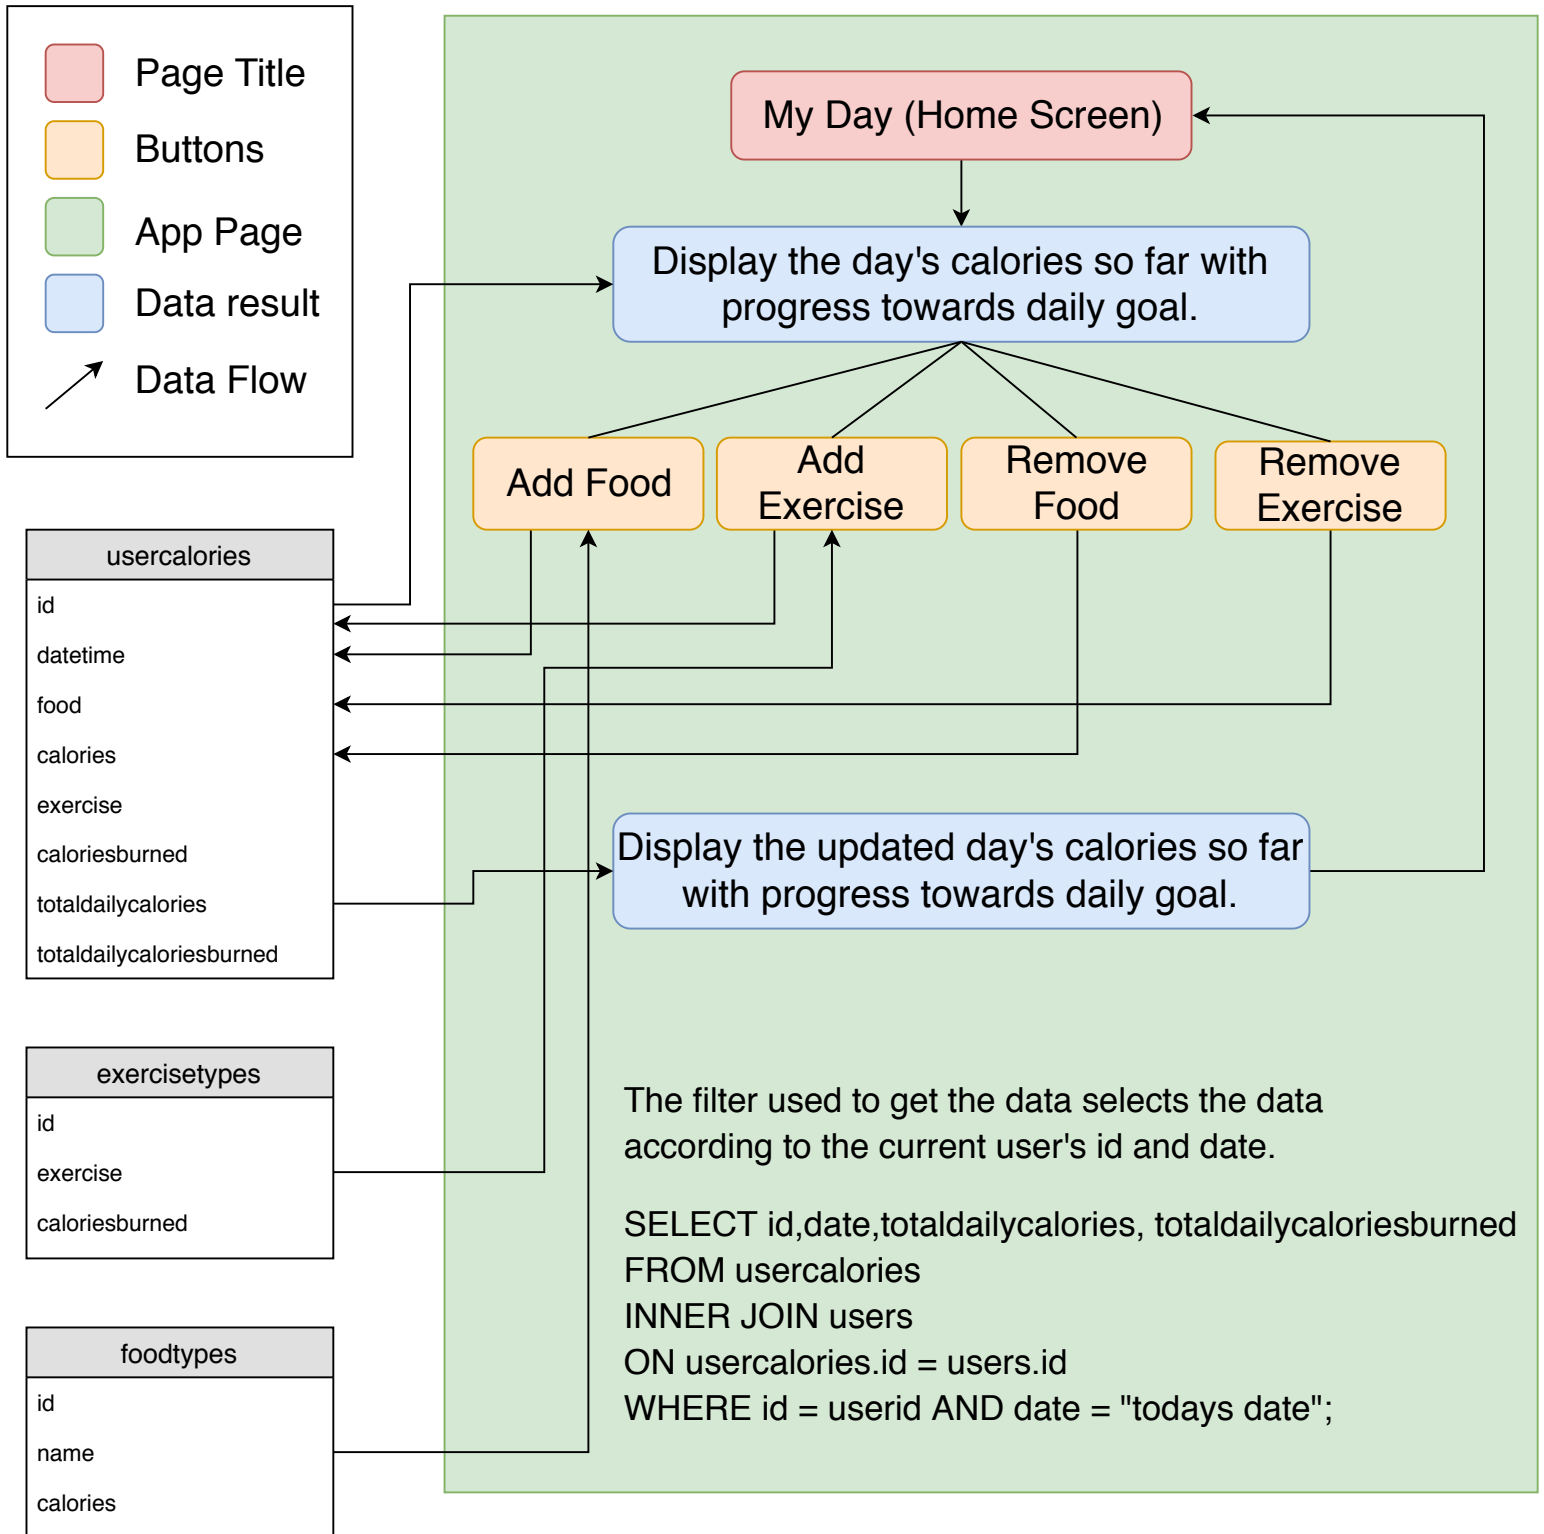 Page Title
Buttons
App Page
Data result
Data Flow
My Day (Home Screen)
Display the day's calories so far with
progress towards daily goal.
Add Food
Add
Exercise
Remove
Food
Remove
Exercise
usercalories
id
datetime
food
calories
exercise
caloriesburned
totaldailycalories
totaldailycaloriesburned
Display the updated day's calories so far
with progress towards daily goal.
exercisetypes
id
exercise
caloriesburned
foodtypes
id
name
calories
The filter used to get the data selects the data
according to the current user's id and date.
SELECT id,date,totaldailycalories, totaldailycaloriesburned
FROM usercalories
INNER JOIN users
ON usercalories.id = users.id
WHERE id = userid AND date = "todays date";